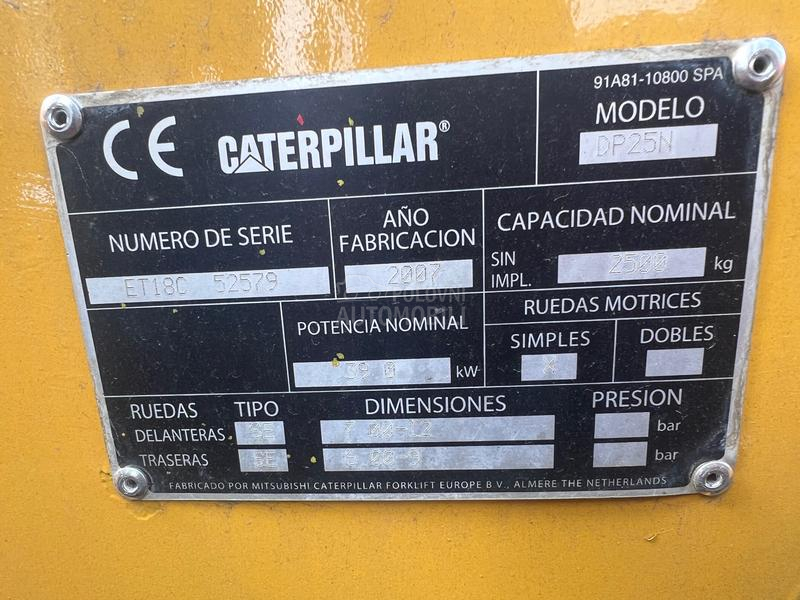 91A81-10800 SPA
CE CATERPILLAR®
MODELO
DP25N
NUMERO DE SERIE
ET18C 52579
AÑO
FABRICACION
2007
CAPACIDAD NOMINAL
SIN
IMPL.
2500 kg
POTENCIA NOMINAL
39.0 kW
RUEDAS MOTRICES
SIMPLES
X
DOBLES
RUEDAS TIPO DIMENSIONES PRESION
DELANTERAS SE 7.00-12 bar
TRASERAS SE 6.00-9 bar
FABRICADO POR MITSUBISHI CATERPILLAR FORKLIFT EUROPE B V., ALMERE THE NETHERLANDS
POLOVNI
AUTOMOBILI